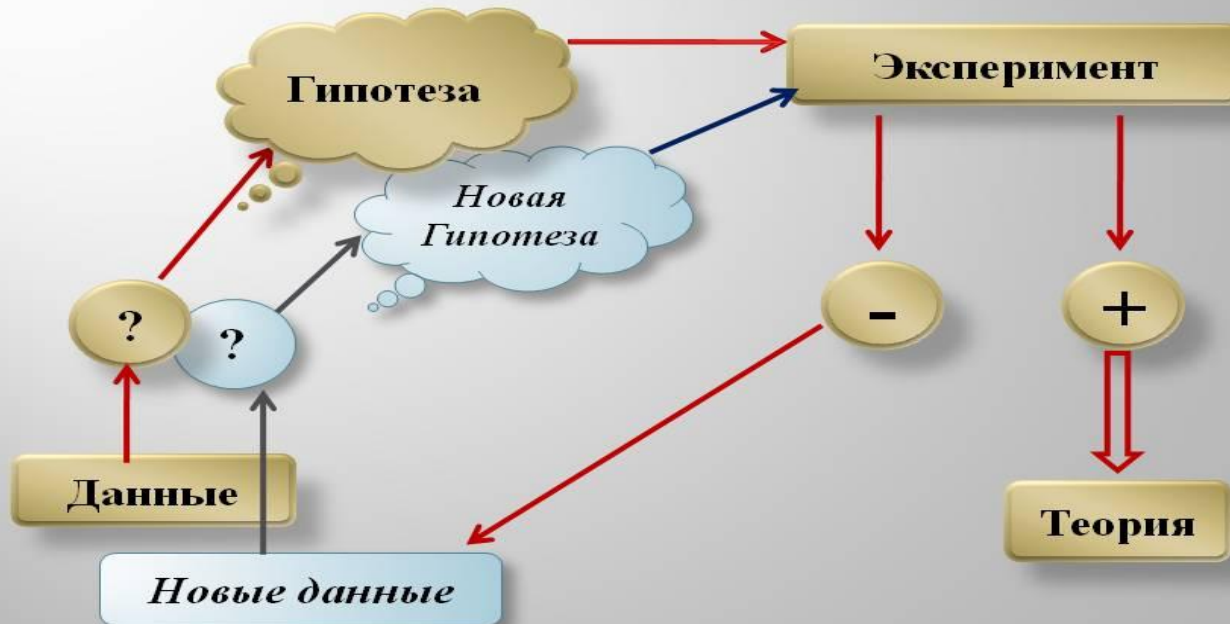 Гипотеза
Эксперимент
Новая
Гипотеза
?
?
-
+
Данные
Теория
Новые данные